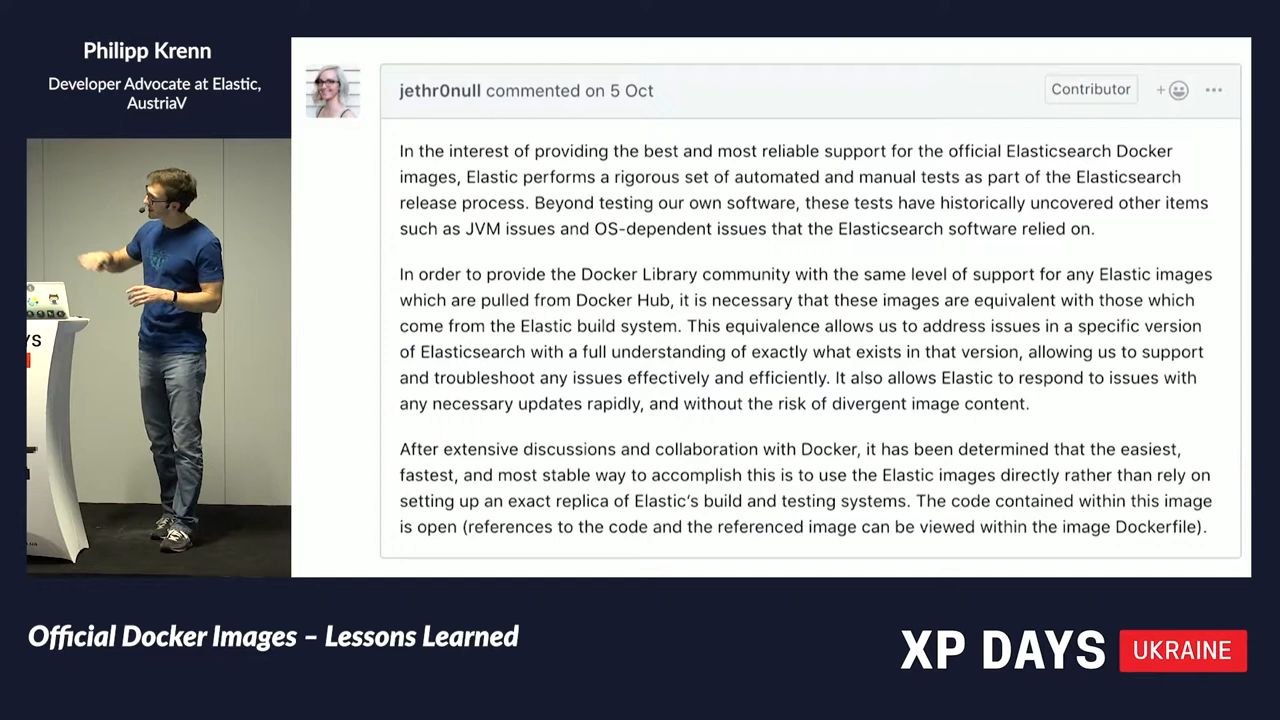 Philipp Krenn
Developer Advocate at Elastic,
AustriaV
jethr0null commented on 5 Oct
Contributor
In the interest of providing the best and most reliable support for the official Elasticsearch Docker
images, Elastic performs a rigorous set of automated and manual tests as part of the Elasticsearch
release process. Beyond testing our own software, these tests have historically uncovered other items
such as JVM issues and OS-dependent issues that the Elasticsearch software relied on.
In order to provide the Docker Library community with the same level of support for any Elastic images
which are pulled from Docker Hub, it is necessary that these images are equivalent with those which
come from the Elastic build system. This equivalence allows us to address issues in a specific version
of Elasticsearch with a full understanding of exactly what exists in that version, allowing us to support
and troubleshoot any issues effectively and efficiently. It also allows Elastic to respond to issues with
any necessary updates rapidly, and without the risk of divergent image content.
After extensive discussions and collaboration with Docker, it has been determined that the easiest,
fastest, and most stable way to accomplish this is to use the Elastic images directly rather than rely on
setting up an exact replica of Elastic's build and testing systems. The code contained within this image
is open (references to the code and the referenced image can be viewed within the image Dockerfile).
YS
Official Docker Images – Lessons Learned
XP DAYS UKRAINE